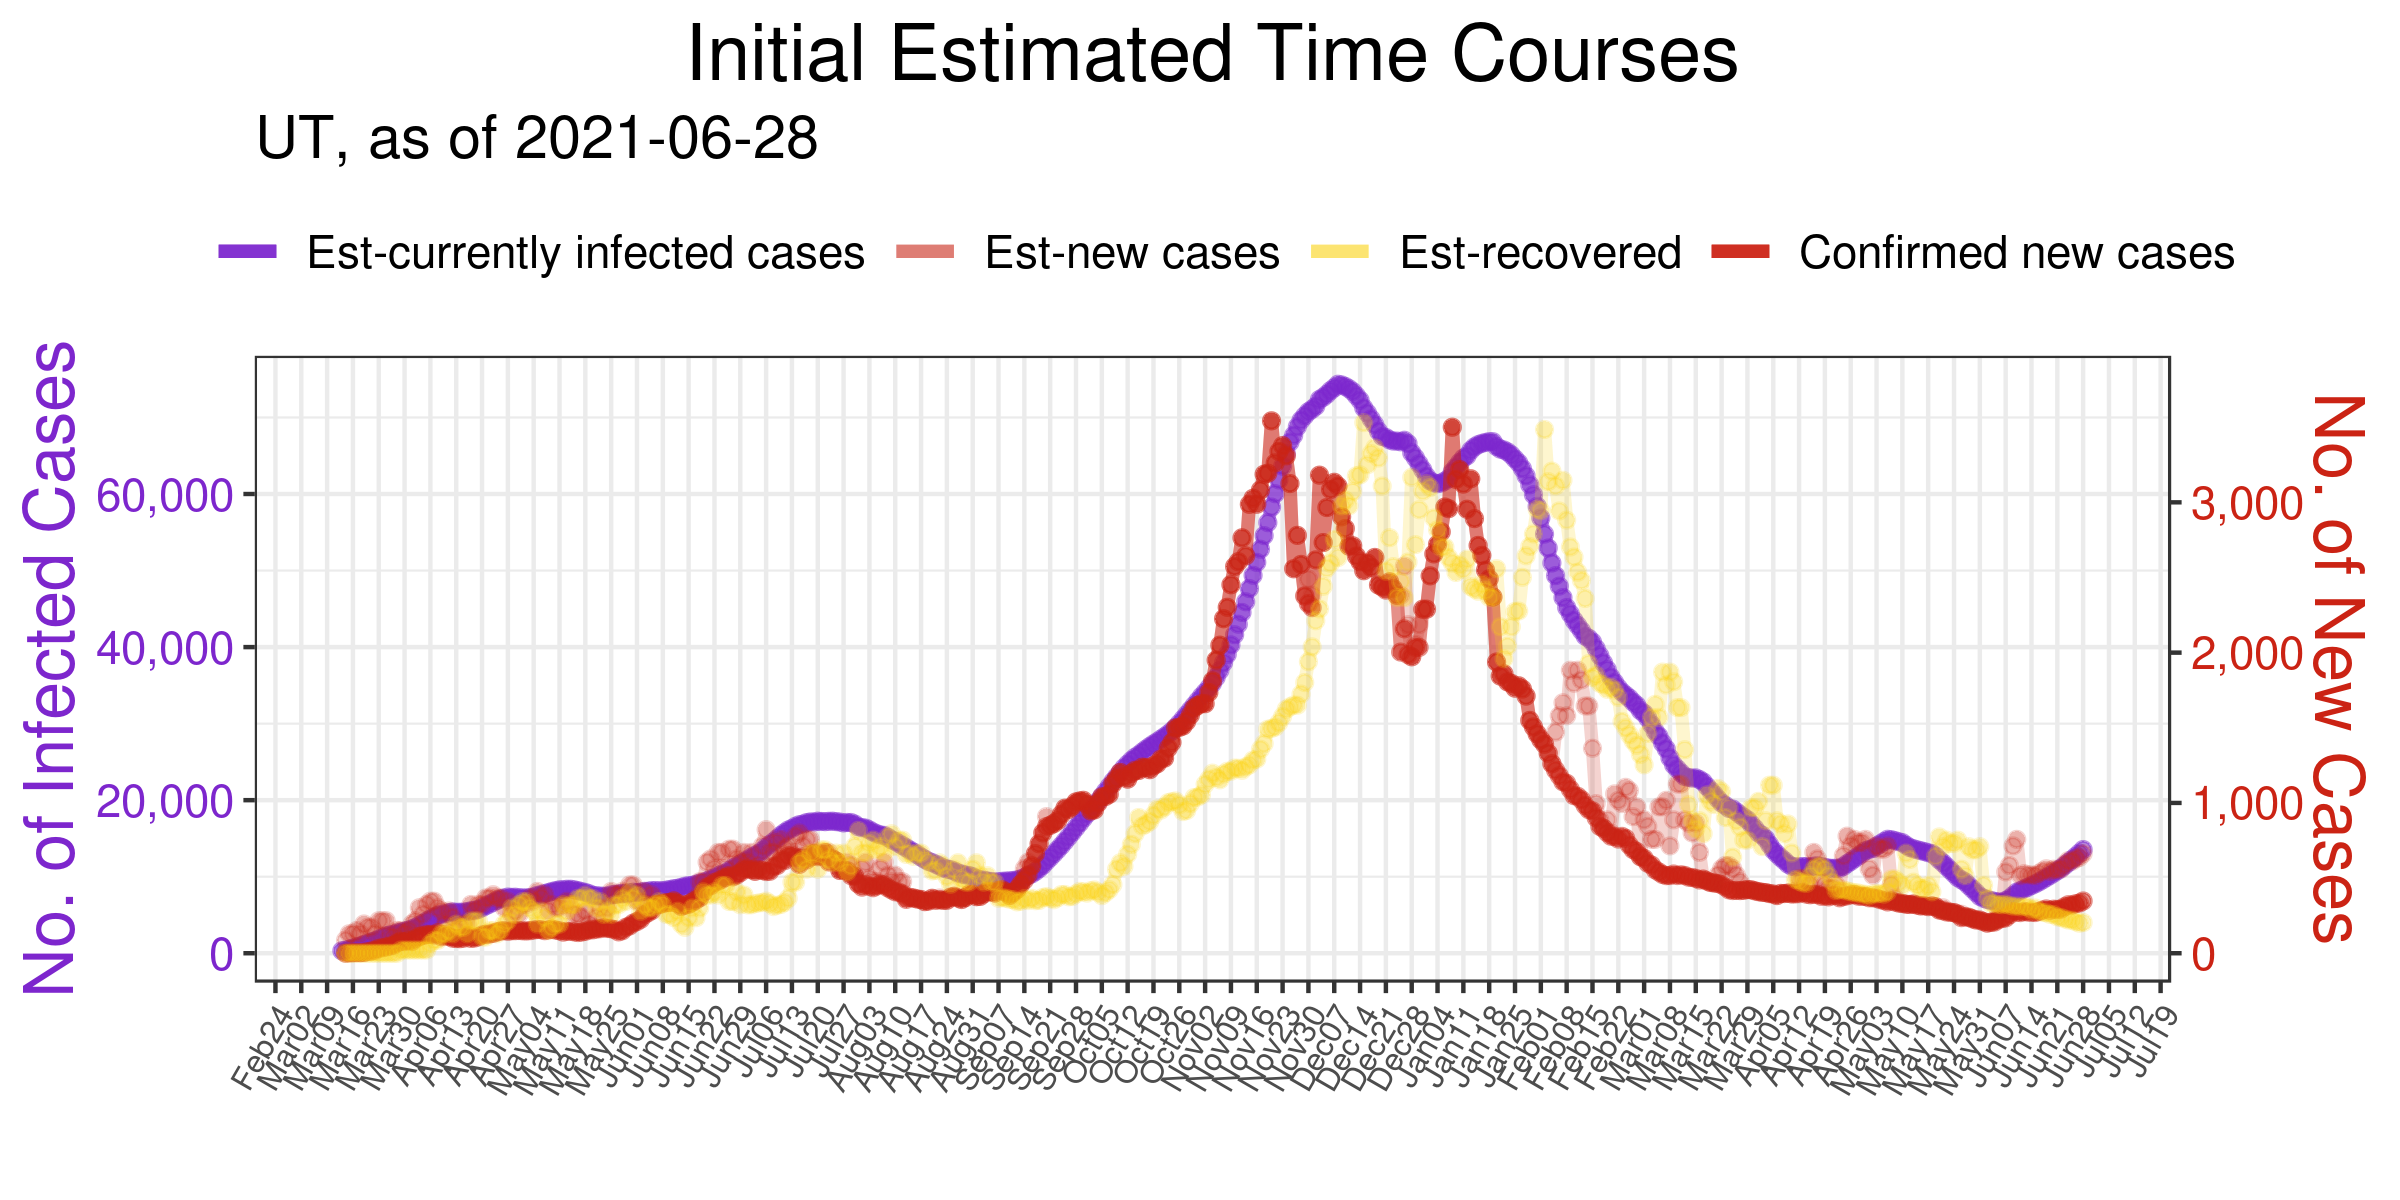 Initial Estimated Time Courses
UT, as of 2021-06-28
Est-currently infected cases
Est-new cases
Est-recovered
Confirmed new cases
No. of Infected Cases
60,000
40,000
20,000
0
3,000
2,000
1,000
0
No. of New Cases
Feb24
Mar02
Mar09
Mar16
Mar23
Mar30
Apr06
Apr13
Apr20
Apr27
May04
May11
May18
May25
Jun01
Jun08
Jun15
Jun22
Jun29
Jul06
Jul13
Jul20
Jul27
Aug03
Aug10
Aug17
Aug24
Aug31
Sep07
Sep14
Sep21
Sep28
Oct05
Oct12
Oct19
Oct26
Nov02
Nov09
Nov16
Nov23
Nov30
Dec07
Dec14
Dec21
Dec28
Jan04
Jan11
Jan18
Jan25
Feb01
Feb08
Feb15
Feb22
Mar01
Mar08
Mar15
Mar22
Mar29
Apr05
Apr12
Apr19
Apr26
May03
May10
May17
May24
May31
Jun07
Jun14
Jun21
Jun28
Jul05
Jul12
Jul19